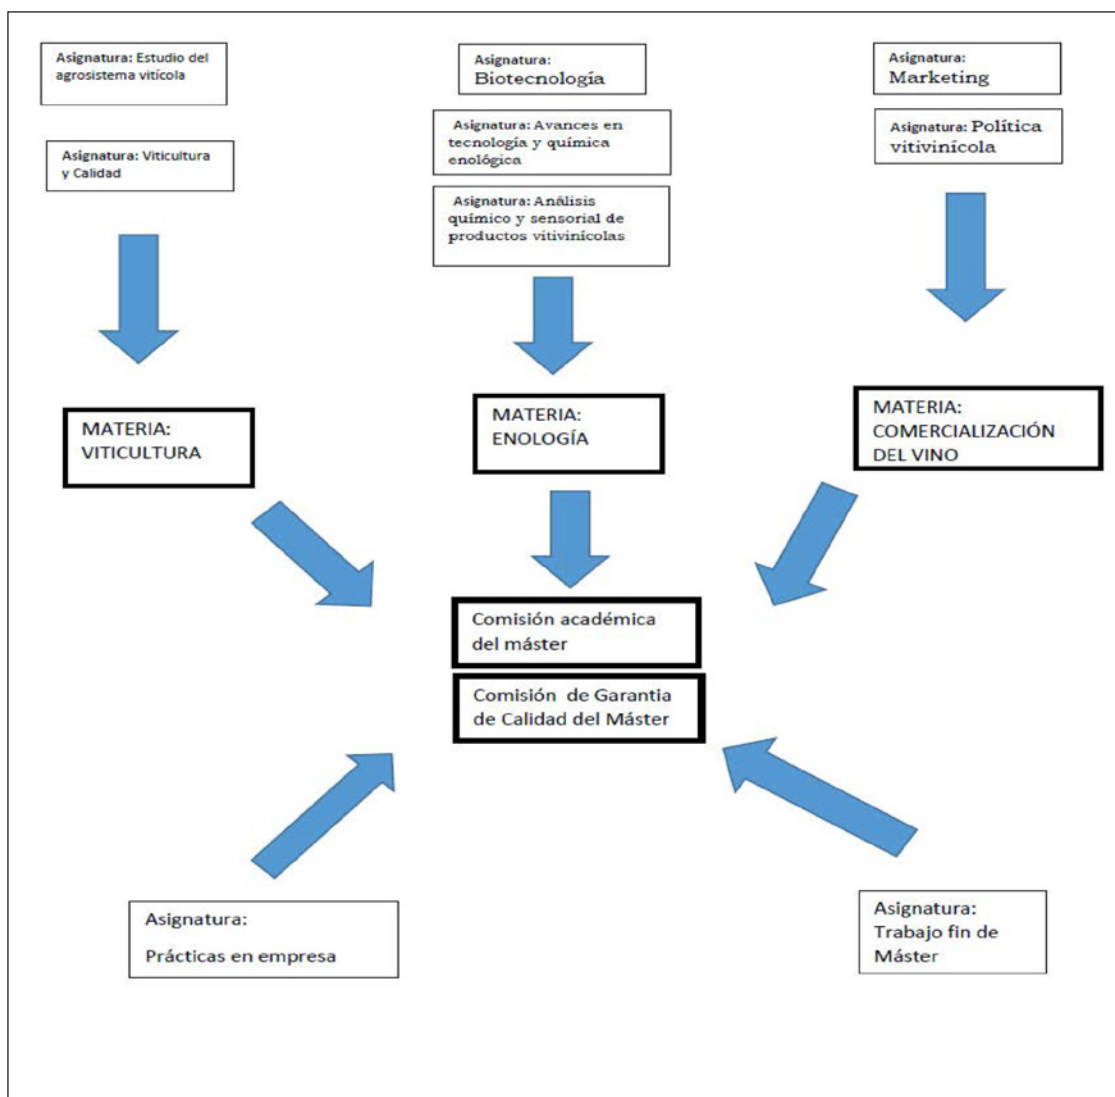 Asignatura: Estudio del
agrosistema vitícola
Asignatura: Viticultura
y Calidad
Asignatura:
Biotecnología
Asignatura: Avances en
tecnología y química
enológica
Asignatura: Análisis
químico y sensorial de
productos vitivinícolas
Asignatura:
Marketing
Asignatura: Política
vitivinícola
MATERIA:
VITICULTURA
MATERIA:
ENOLOGÍA
MATERIA:
COMERCIALIZACIÓN
DEL VINO
Comisión académica
del máster
Comisión de Garantia
de Calidad del Máster
Asignatura:
Prácticas en empresa
Asignatura:
Trabajo fin de
Máster